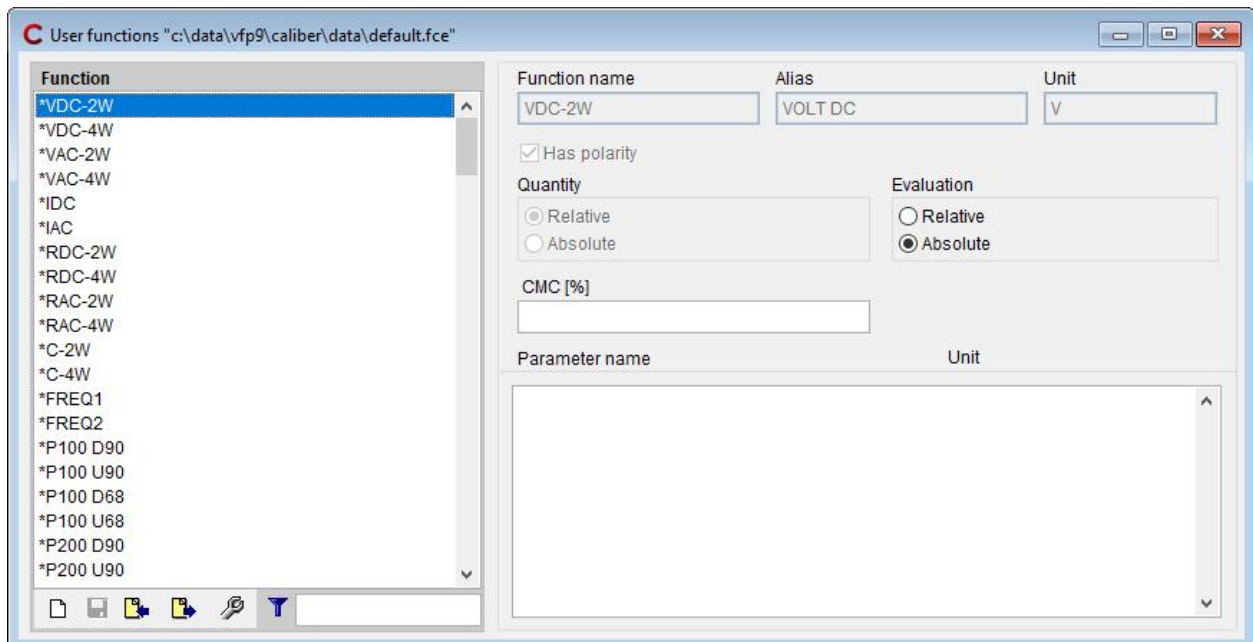 User functions "c:\data\vfp9\caliber\data\default.fce"
Function
*VDC-2W
*VDC-4W
*VAC-2W
*VAC-4W
*IDC
*IAC
*RDC-2W
*RDC-4W
*RAC-2W
*RAC-4W
*C-2W
*C-4W
*FREQ1
*FREQ2
*P100 D90
*P100 U90
*P100 D68
*P100 U68
*P200 D90
*P200 U90
Function name Alias Unit
VDC-2W VOLT DC V
Has polarity
Quantity Evaluation
Relative Relative
Absolute Absolute
CMC [%]
Parameter name Unit